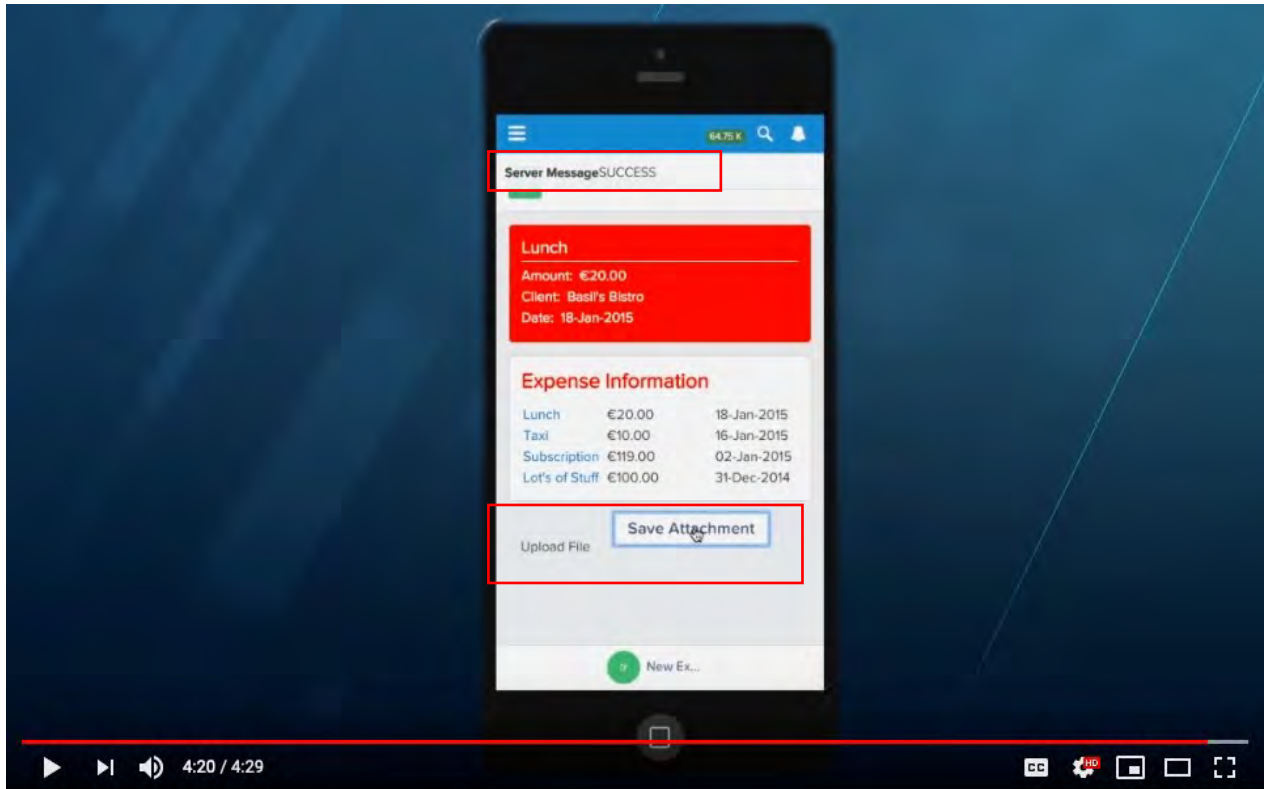 64.75 K
Server MessageSUCCESS
Lunch
Amount: €20.00
Client: Basil's Bistro
Date: 18-Jan-2015
Expense Information
Lunch €20.00 18-Jan-2015
Taxi €10.00 16-Jan-2015
Subscription €119.00 02-Jan-2015
Lot's of Stuff €100.00 31-Dec-2014
Save Attachment
Upload File
New Ex...
4:20 / 4:29
CC
HD